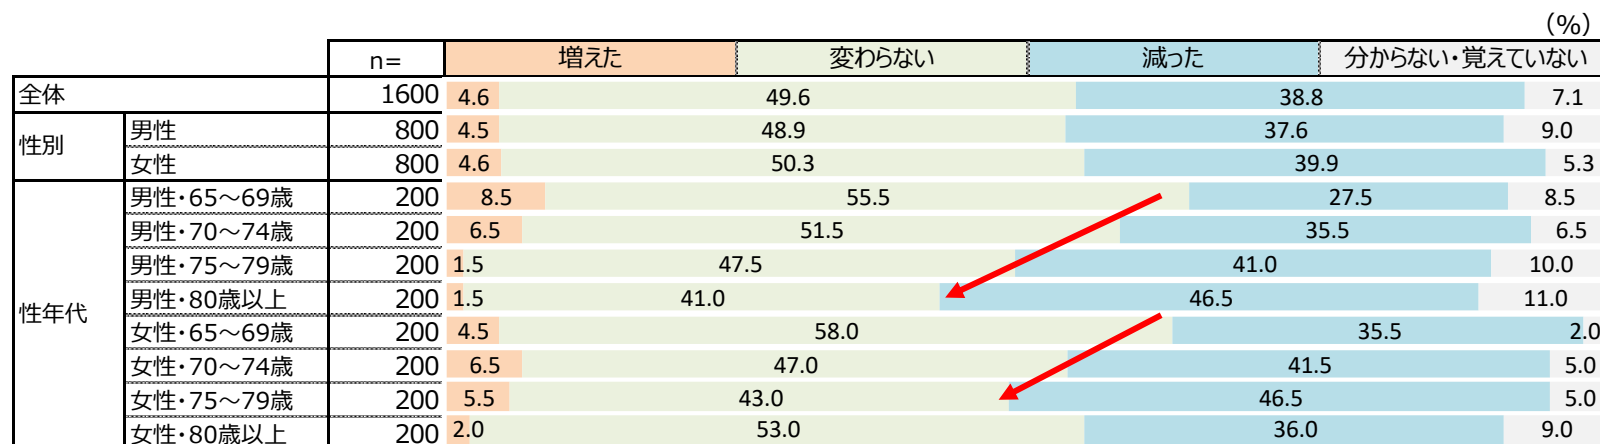 （%）
n= 増えた 変わらない 減った 分からない・覚えていない
全体 1600 4.6 49.6 38.8 7.1
性別 男性 800 4.5 48.9 37.6 9.0
女性 800 4.6 50.3 39.9 5.3
性年代 男性・65～69歳 200 8.5 55.5 27.5 8.5
男性・70～74歳 200 6.5 51.5 35.5 6.5
男性・75～79歳 200 1.5 47.5 41.0 10.0
男性・80歳以上 200 1.5 41.0 46.5 11.0
女性・65～69歳 200 4.5 58.0 35.5 2.0
女性・70～74歳 200 6.5 47.0 41.5 5.0
女性・75～79歳 200 5.5 43.0 46.5 5.0
女性・80歳以上 200 2.0 53.0 36.0 9.0